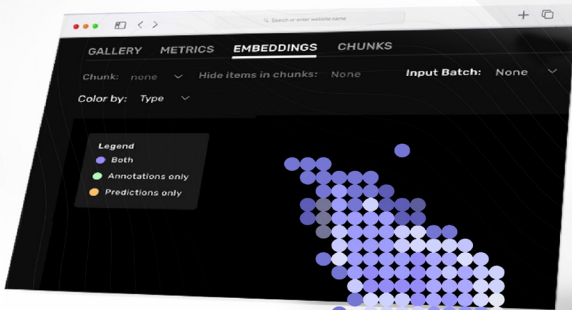 Search or enter website name
GALLERY METRICS EMBEDDINGS CHUNKS
Chunk: none Hide items in chunks: None Input Batch: None
Color by: Type
Legend
Both
Annotations only
Predictions only